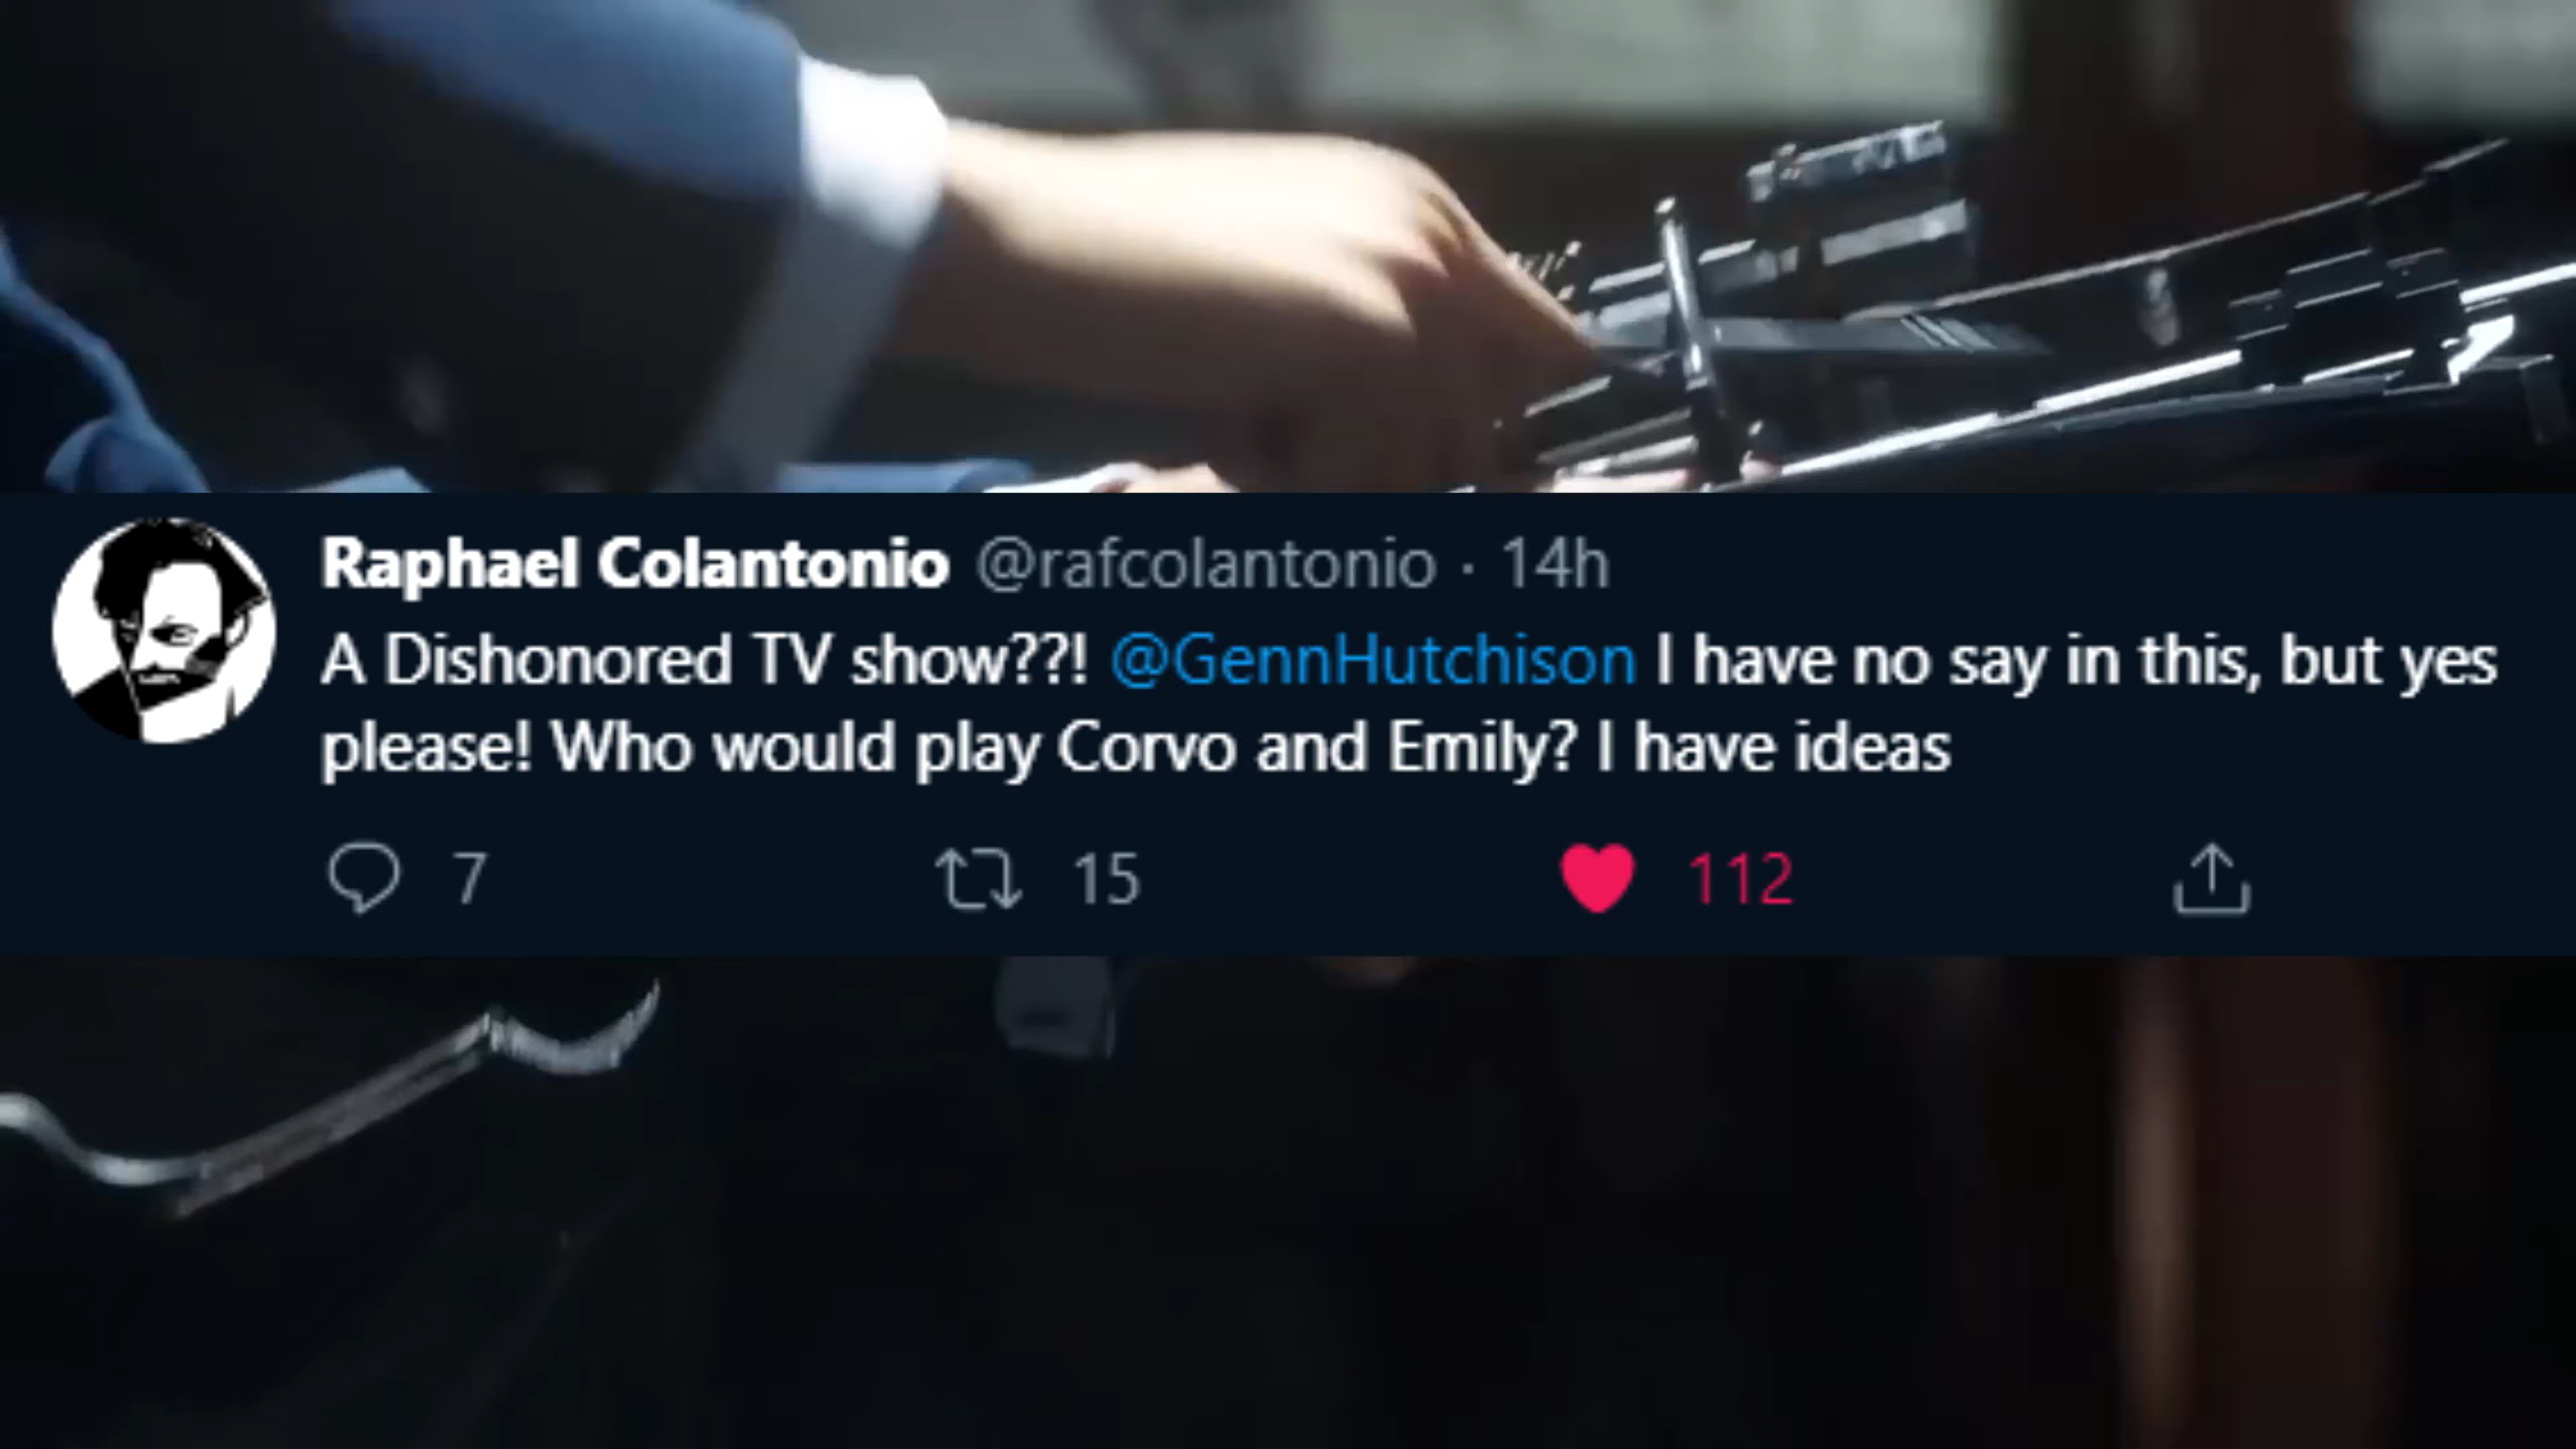 Raphael Colantonio @rafcolantonio · 14h
A Dishonored TV show??! @GennHutchison I have no say in this, but yes
please! Who would play Corvo and Emily? I have ideas
7 15 112